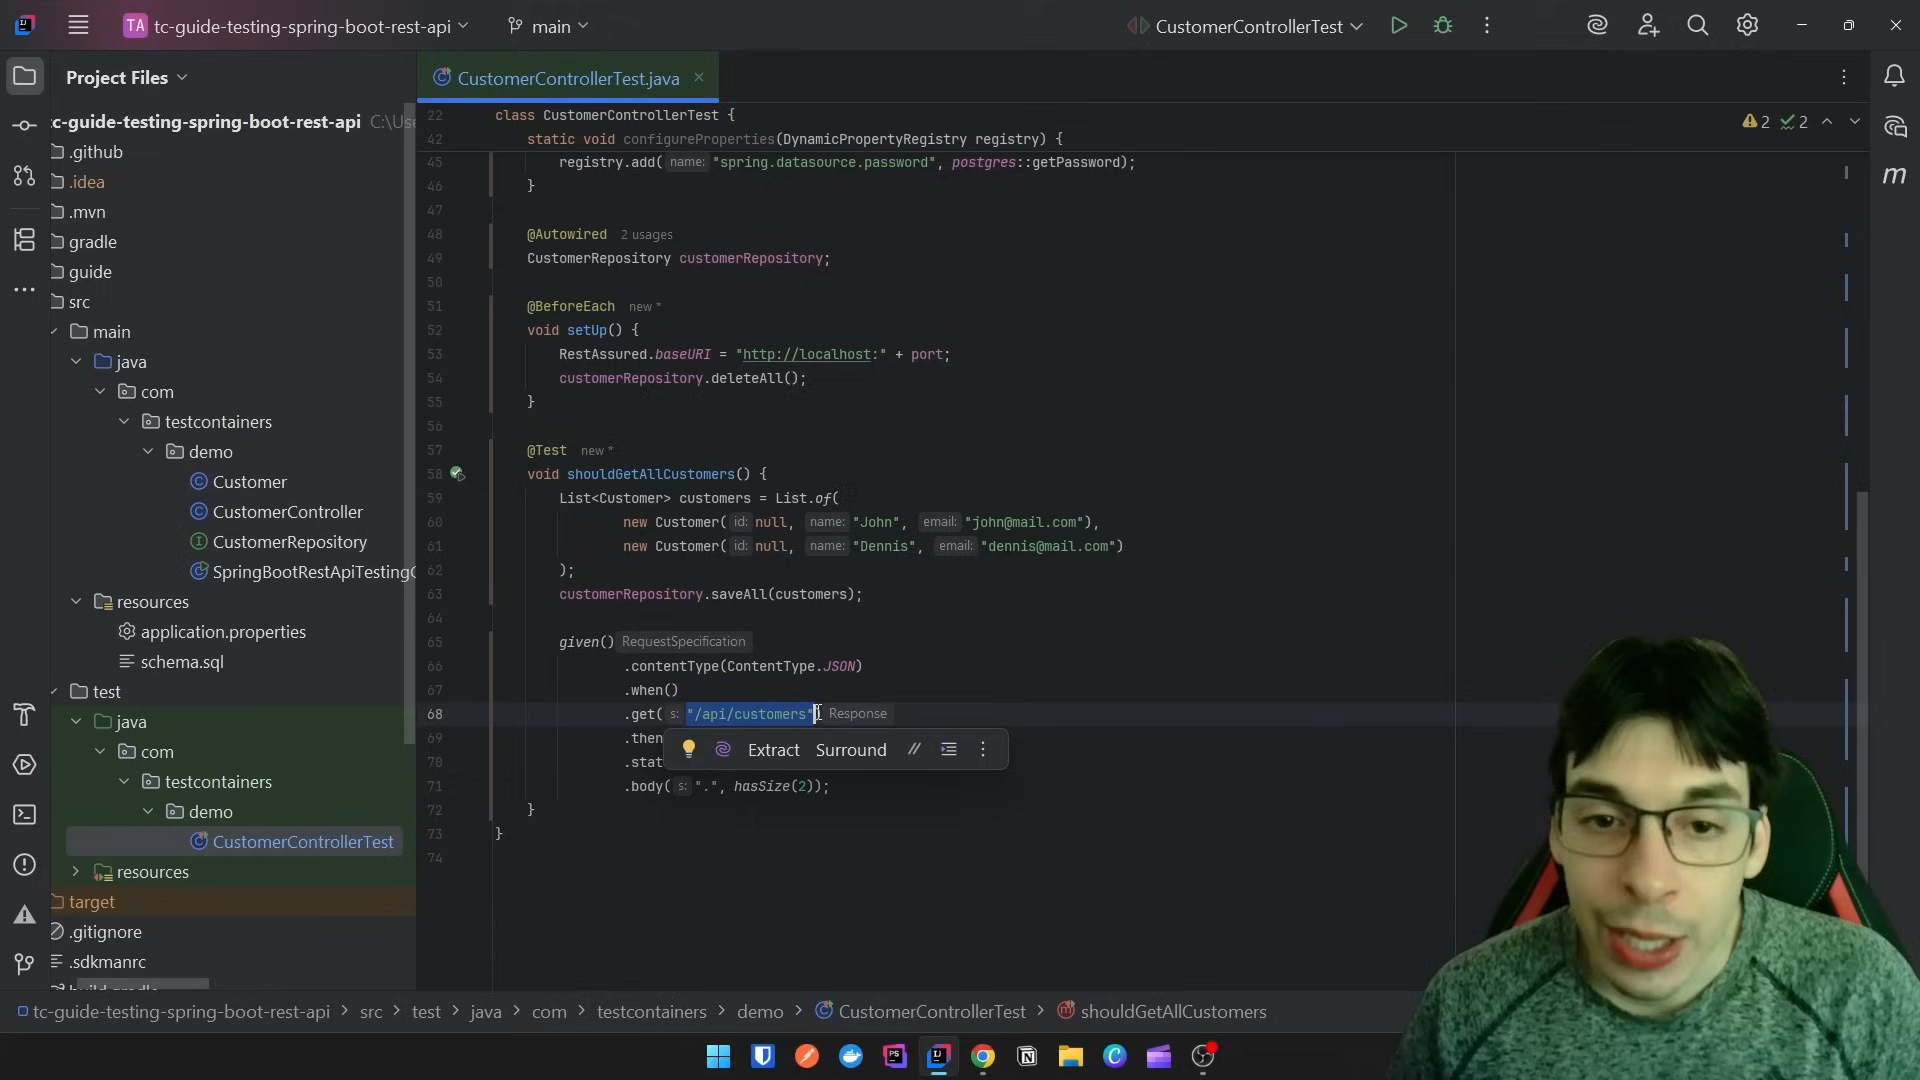 TA tc-guide-testing-spring-boot-rest-api main CustomerControllerTest
Project Files
CustomerControllerTest.java
tc-guide-testing-spring-boot-rest-api C:\Us
.github
.idea
.mvn
gradle
guide
src
main
java
com
testcontainers
demo
Customer
CustomerController
CustomerRepository
SpringBootRestApiTesting
resources
application.properties
schema.sql
test
java
com
testcontainers
demo
CustomerControllerTest
resources
target
.gitignore
.sdkmanrc
22 class CustomerControllerTest {
2 2
42 static void configureProperties(DynamicPropertyRegistry registry) {
45 registry.add( name: "spring.datasource.password", postgres::getPassword);
46 }
47
48 @Autowired 2 usages
49 CustomerRepository customerRepository;
50
51 @BeforeEach new *
52 void setUp() {
53 RestAssured.baseURI = "http://localhost:" + port;
54 customerRepository.deleteAll();
55 }
56
57 @Test new *
58 void shouldGetAllCustomers() {
59 List<Customer> customers = List.of(
60 new Customer( id: null, name: "John", email: "john@mail.com"),
61 new Customer( id: null, name: "Dennis", email: "dennis@mail.com")
62 );
63 customerRepository.saveAll(customers);
64
65 given() RequestSpecification
66 .contentType(ContentType.JSON)
67 .when()
68 .get( s: "/api/customers") Response
69 .then
Extract Surround
70 .stat
71 .body( s: ".", hasSize(2));
72 }
73 }
74
m
tc-guide-testing-spring-boot-rest-api > src > test > java > com > testcontainers > demo > CustomerControllerTest > shouldGetAllCustomers